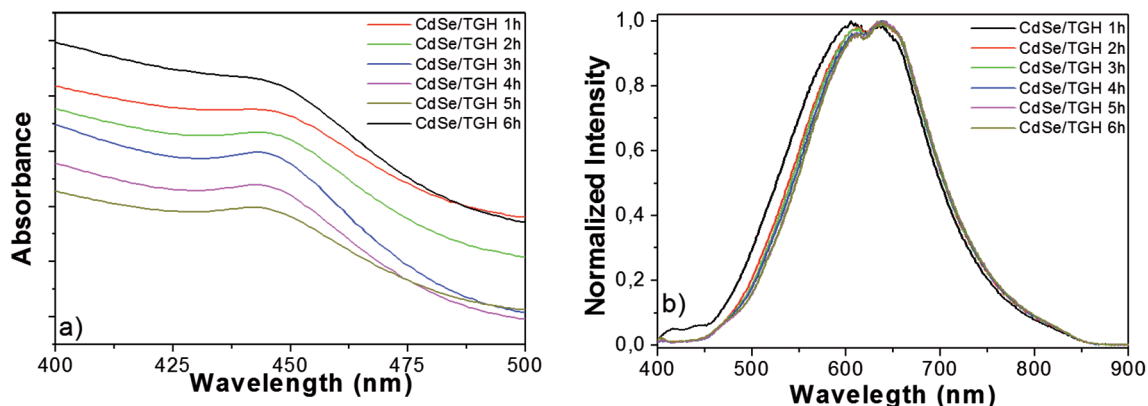 Absorbance
CdSe/TGH 1h
CdSe/TGH 2h
CdSe/TGH 3h
CdSe/TGH 4h
CdSe/TGH 5h
CdSe/TGH 6h
a)
400 425 450 475 500
Wavelength (nm)
Normalized Intensity
1,0
0,8
0,6
0,4
0,2
0,0
CdSe/TGH 1h
CdSe/TGH 2h
CdSe/TGH 3h
CdSe/TGH 4h
CdSe/TGH 5h
CdSe/TGH 6h
b)
400 500 600 700 800 900
Wavelegth (nm)